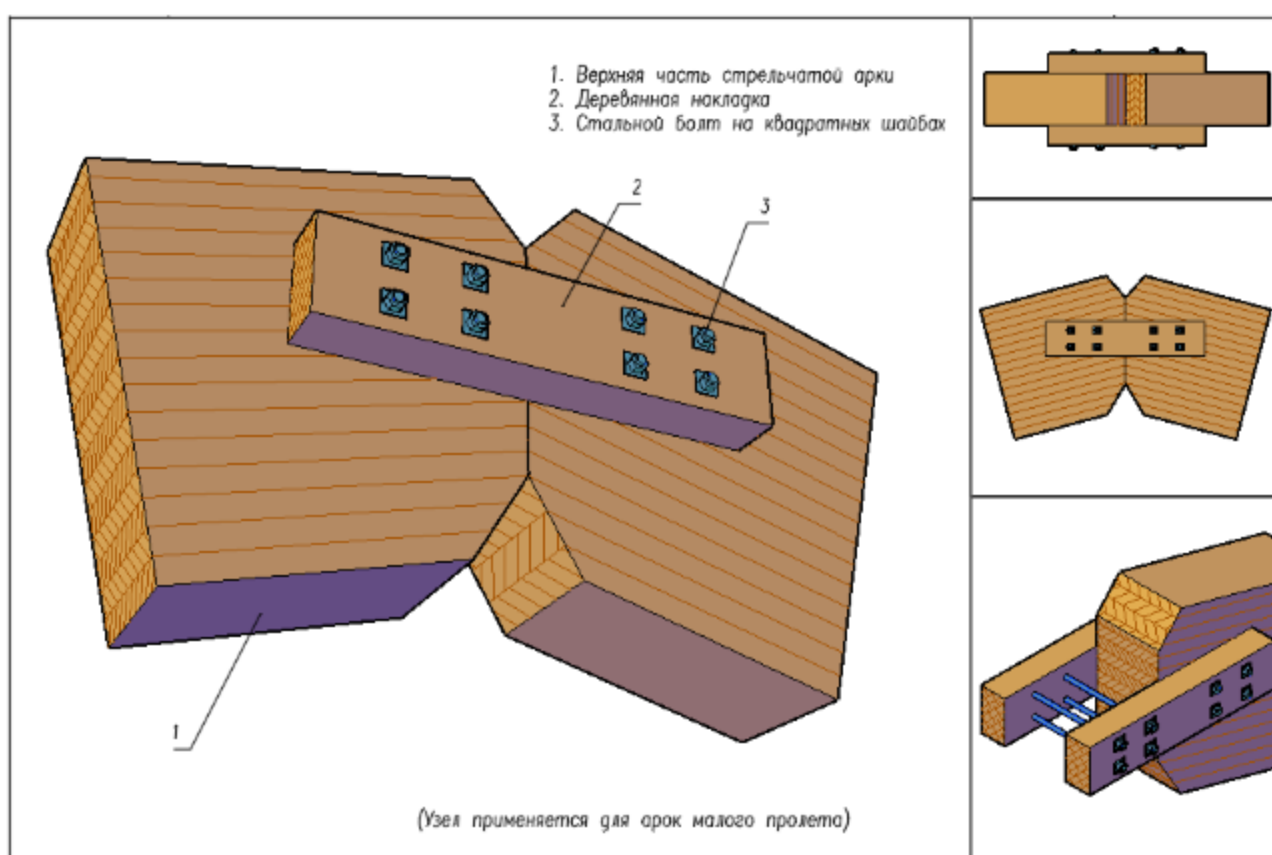 1. Верхняя часть стрельчатой арки
2. Деревянная накладка
3. Стальной болт на квадратных шайбах
2
3
1
(Узел применяется для арок малого пролета)